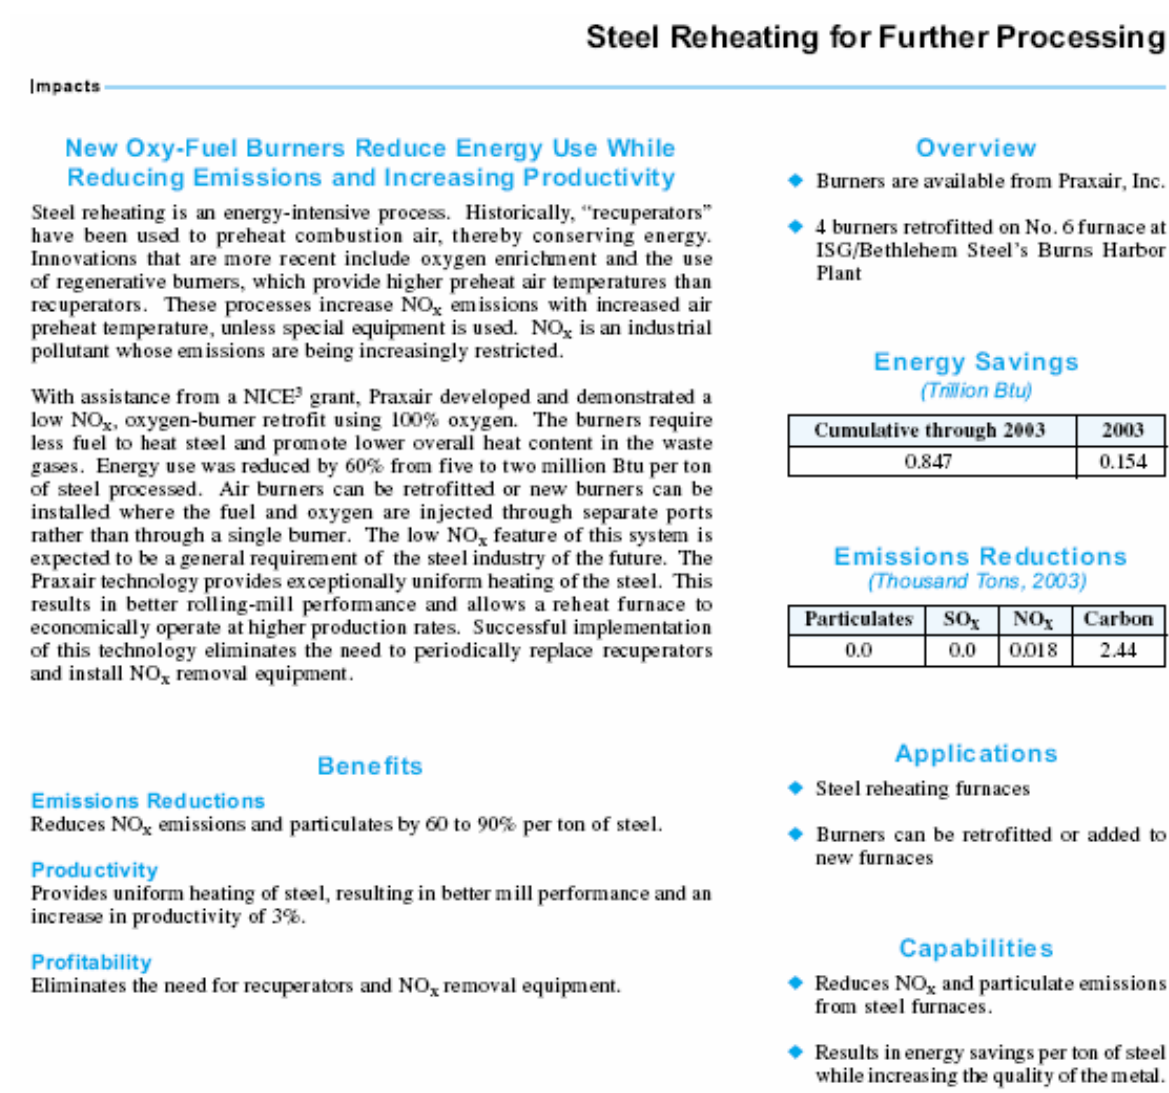 Steel Reheating for Further Processing
Impacts
New Oxy-Fuel Burners Reduce Energy Use While
Reducing Emissions and Increasing Productivity
Steel reheating is an energy-intensive process. Historically, “recuperators”
have been used to preheat combustion air, thereby conserving energy.
Innovations that are more recent include oxygen enrichment and the use
of regenerative burners, which provide higher preheat air temperatures than
recuperators. These processes increase NOx emissions with increased air
preheat temperature, unless special equipment is used. NOx is an industrial
pollutant whose emissions are being increasingly restricted.
With assistance from a NICE³ grant, Praxair developed and demonstrated a
low NOx, oxygen-burner retrofit using 100% oxygen. The burners require
less fuel to heat steel and promote lower overall heat content in the waste
gases. Energy use was reduced by 60% from five to two million Btu per ton
of steel processed. Air burners can be retrofitted or new burners can be
installed where the fuel and oxygen are injected through separate ports
rather than through a single burner. The low NOx feature of this system is
expected to be a general requirement of the steel industry of the future. The
Praxair technology provides exceptionally uniform heating of the steel. This
results in better rolling-mill performance and allows a reheat furnace to
economically operate at higher production rates. Successful implementation
of this technology eliminates the need to periodically replace recuperators
and install NOx removal equipment.
Benefits
Emissions Reductions
Reduces NOx emissions and particulates by 60 to 90% per ton of steel.
Productivity
Provides uniform heating of steel, resulting in better mill performance and an
increase in productivity of 3%.
Profitability
Eliminates the need for recuperators and NOx removal equipment.
Overview
◆ Burners are available from Praxair, Inc.
◆ 4 burners retrofitted on No. 6 furnace at
ISG/Bethlehem Steel’s Burns Harbor
Plant
Energy Savings
(Trillion Btu)
Cumulative through 2003 2003
0.847 0.154
Emissions Reductions
(Thousand Tons, 2003)
Particulates SOx NOx Carbon
0.0 0.0 0.018 2.44
Applications
◆ Steel reheating furnaces
◆ Burners can be retrofitted or added to
new furnaces
Capabilities
◆ Reduces NOx and particulate emissions
from steel furnaces.
◆ Results in energy savings per ton of steel
while increasing the quality of the metal.